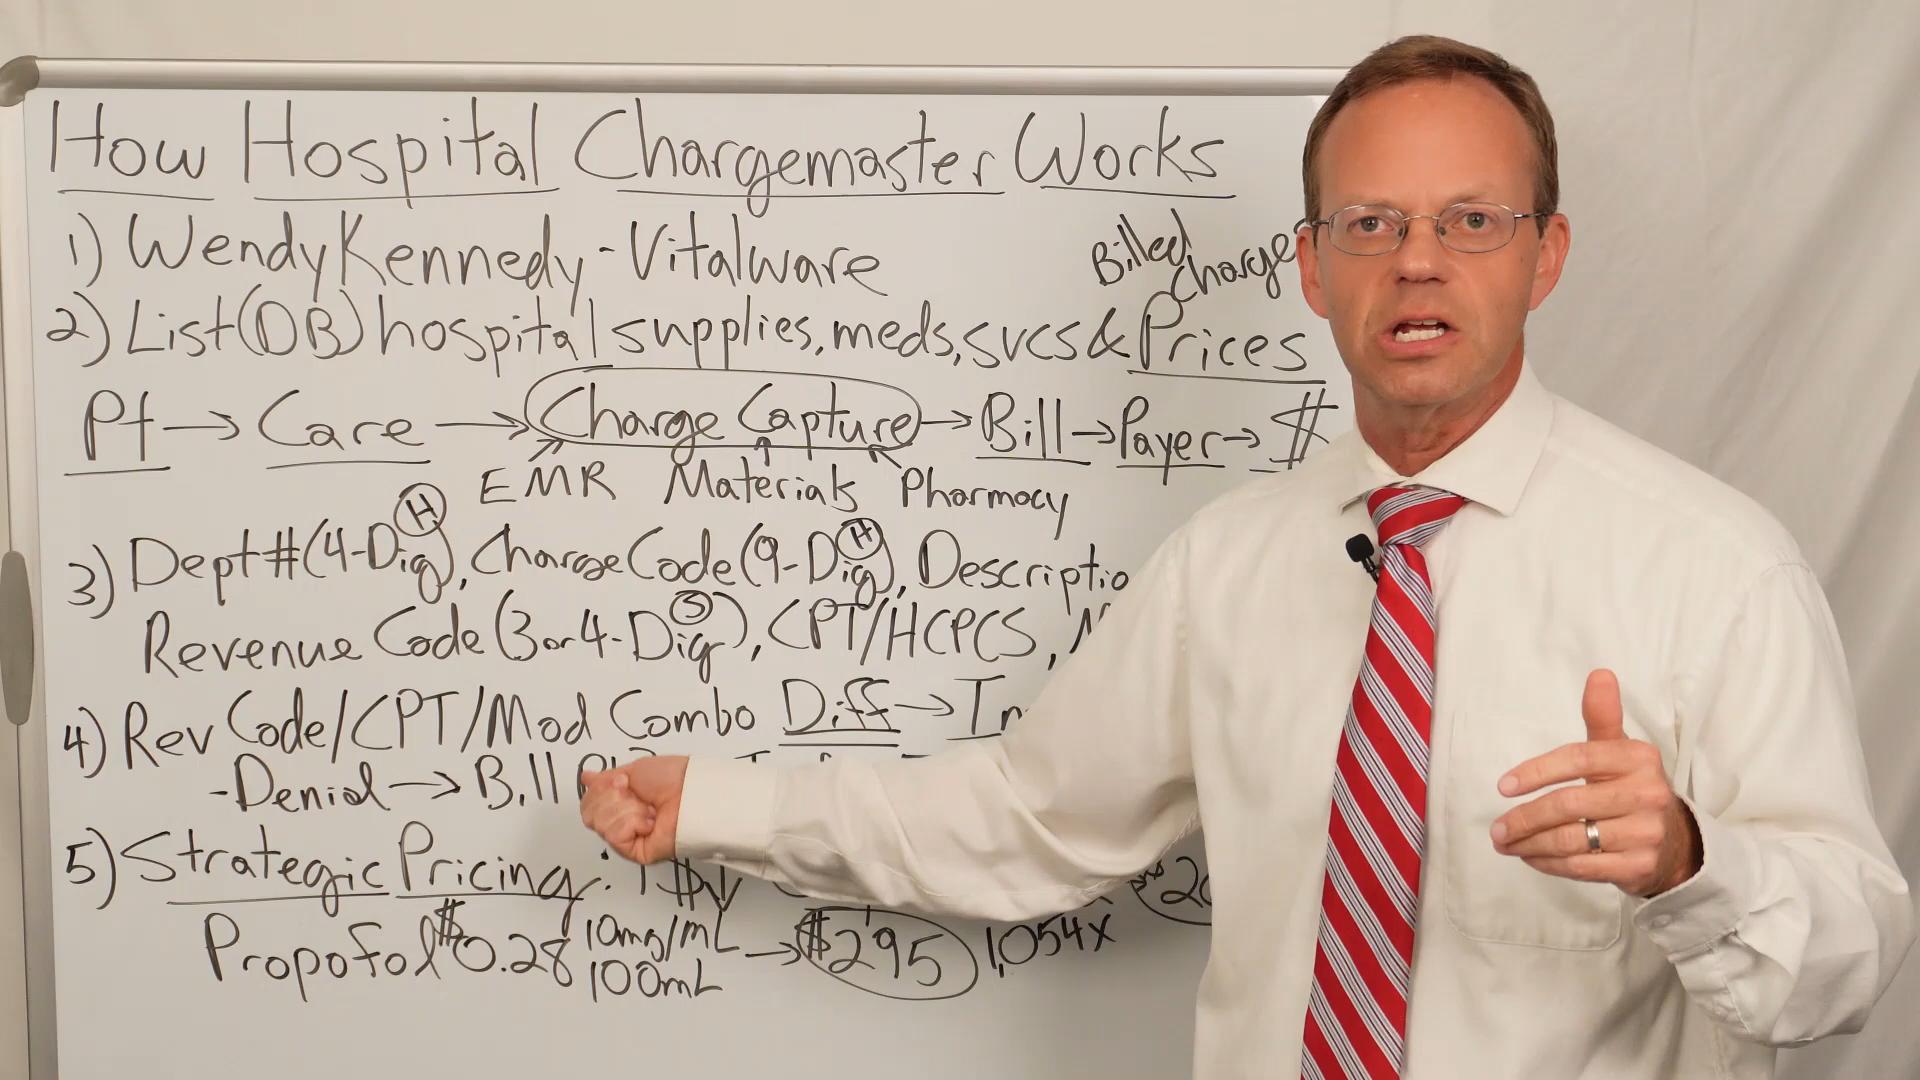 How Hospital Chargemaster Works
1) Wendy Kennedy - Vitalware
Billed
Charge
2) List (DB) hospital supplies, meds, svcs & Prices
Pt → Care → Charge Capture → Bill → Payer → $
EMR Materials Pharmacy
3) Dept # (4-Dig), Charge Code (9-Dig), Descriptio
H H
Revenue Code (3 or 4-Dig), CPT/HCPCS, M
S
4) Rev Code/CPT/Mod Combo Diff → In
- Denial → Bill
5) Strategic Pricing: ↑$↓
Propofol $0.28 10mg/mL 100mL → $295 1,054x